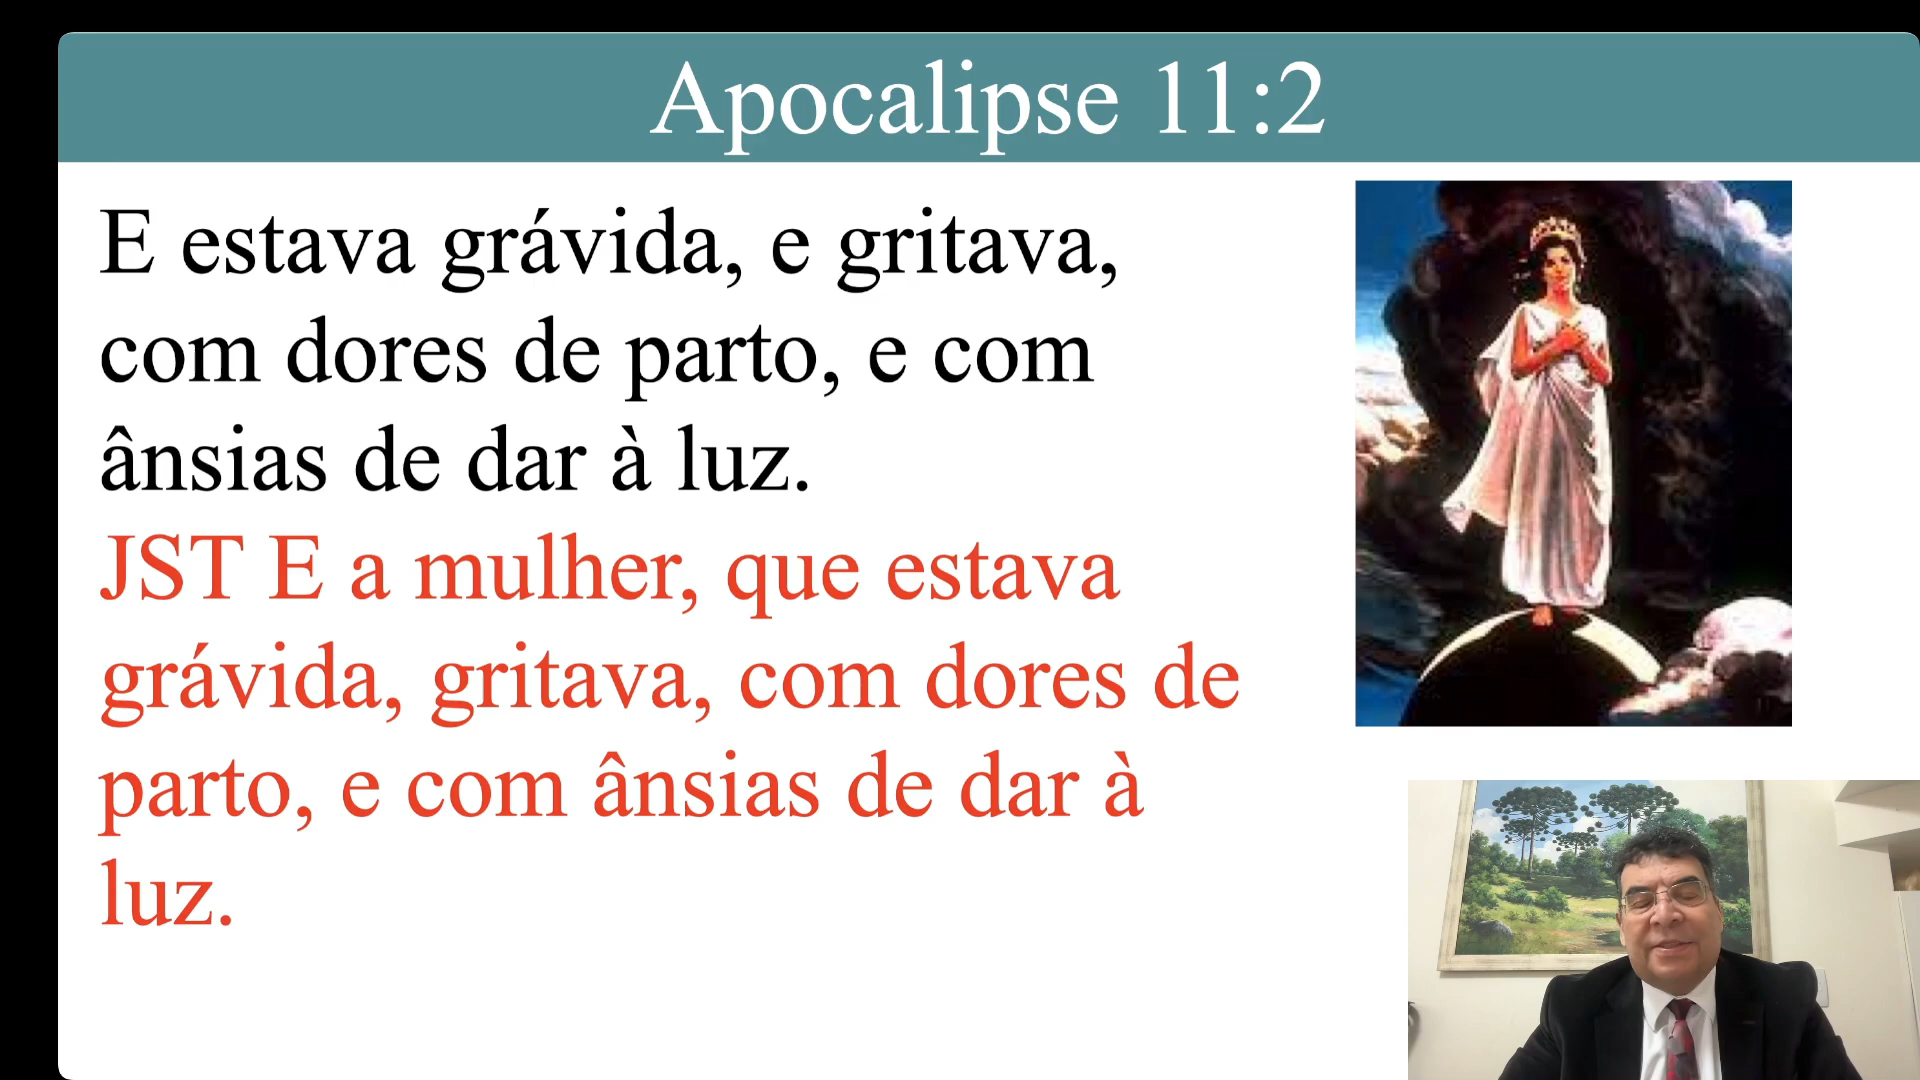 Apocalipse 11:2
E estava grávida, e gritava,
com dores de parto, e com
ânsias de dar à luz.
JST E a mulher, que estava
grávida, gritava, com dores de
parto, e com ânsias de dar à
luz.